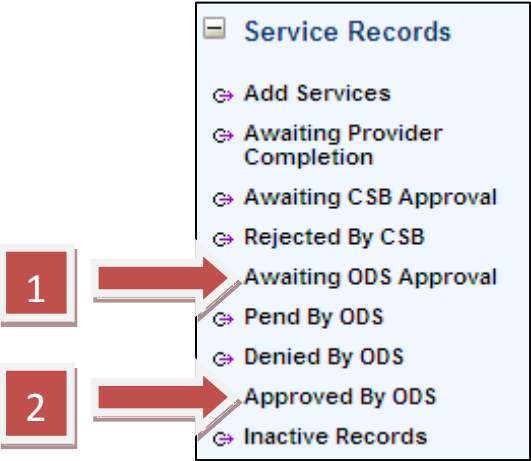 Service Records
Add Services
Awaiting Provider
Completion
Awaiting CSB Approval
Rejected By CSB
1
Awaiting ODS Approval
Pend By ODS
Denied By ODS
2
Approved By ODS
Inactive Records